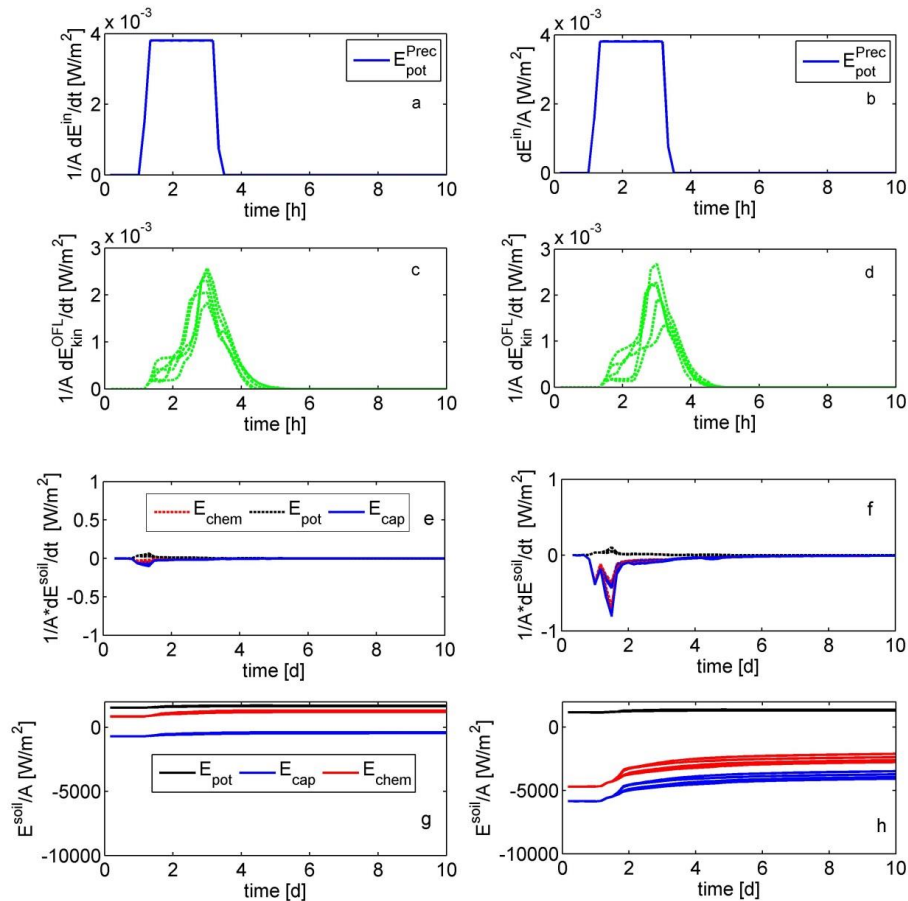 x 10^-3
4
2
0
1/A dE^in/dt [W/m^2]
E^Prec_pot
a
0 2 4 6 8 10
time [h]
x 10^-3
4
2
0
dE^in/A [W/m^2]
E^Prec_pot
b
0 2 4 6 8 10
time [h]
x 10^-3
3
2
1
0
1/A dE^OFL_kin/dt [W/m^2]
c
0 2 4 6 8 10
time [h]
x 10^-3
3
2
1
0
1/A dE^OFL_kin/dt [W/m^2]
d
0 2 4 6 8 10
time [h]
1
0.5
0
-0.5
-1
1/A*dE^soil/dt [W/m^2]
E_chem E_pot E_cap
e
0 2 4 6 8 10
time [d]
1
0
-1
1/A*dE^soil/dt [W/m^2]
f
0 2 4 6 8 10
time [d]
0
-5000
-10000
E^soil/A [W/m^2]
E_pot E_cap E_chem
g
0 2 4 6 8 10
time [d]
0
-5000
-10000
E^soil/A [W/m^2]
h
0 2 4 6 8 10
time [d]